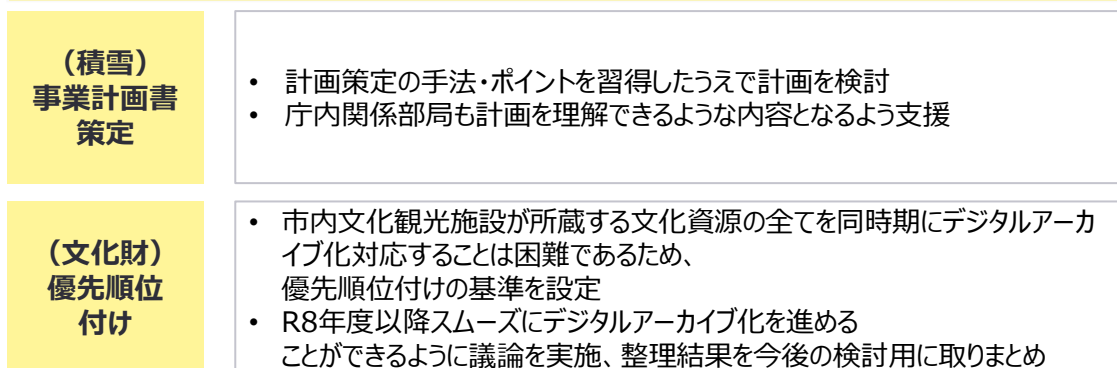 （積雪）
事業計画書
策定
• 計画策定の手法・ポイントを習得したうえで計画を検討
• 庁内関係部局も計画を理解できるような内容となるよう支援
（文化財）
優先順位
付け
• 市内文化観光施設が所蔵する文化資源の全てを同時期にデジタルアーカ
イブ化対応することは困難であるため、
優先順位付けの基準を設定
• R8年度以降スムーズにデジタルアーカイブ化を進める
ことができるように議論を実施、整理結果を今後の検討用に取りまとめ